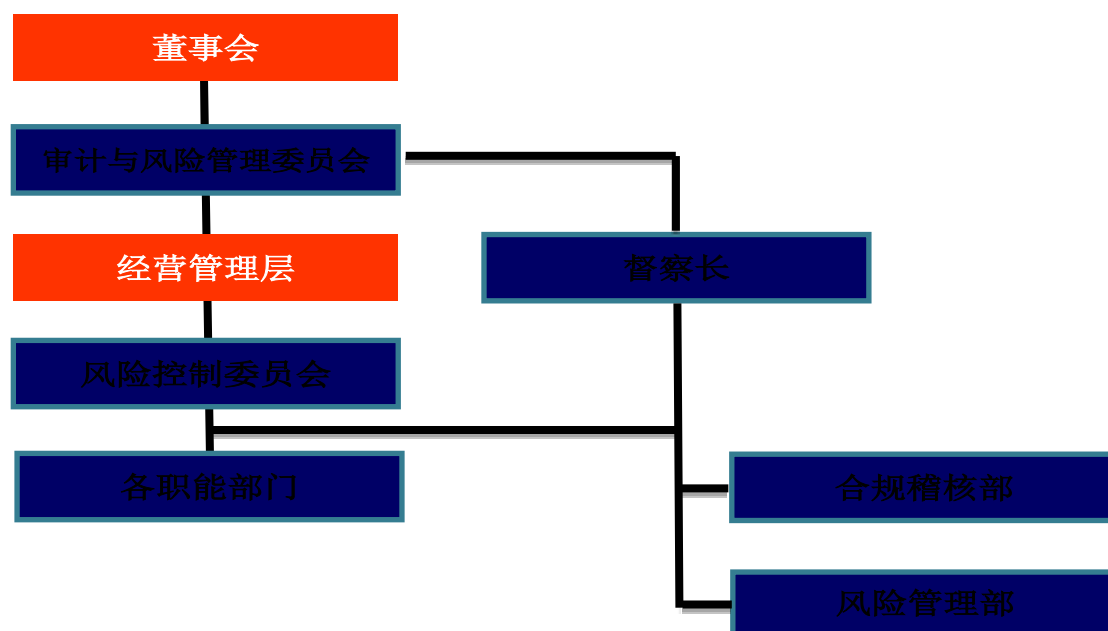 董事会
审计与风险管理委员会
经营管理层
督察长
风险控制委员会
各职能部门
合规稽核部
风险管理部